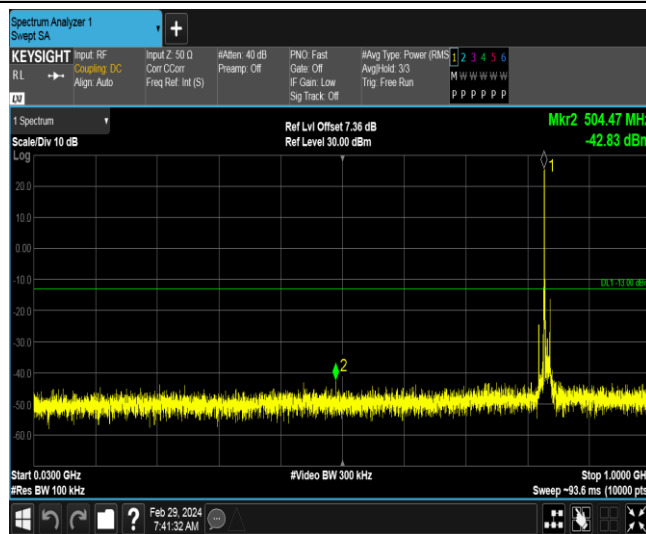 Spectrum Analyzer 1
Swept SA
+
KEYSIGHT Input: RF Input Z: 50 Ω #Atten: 40 dB PNO: Fast #Avg Type: Power (RMS 1 2 3 4 5 6
RL Coupling: DC Corr CCorr Preamp: Off Gate: Off Avg|Hold: 3/3 M W W W W W
Align: Auto Freq Ref: Int (S) IF Gain: Low Trig: Free Run
LXI Sig Track: Off P P P P P P
1 Spectrum Ref Lvl Offset 7.36 dB Mkr2 504.47 MHz
Scale/Div 10 dB Ref Level 30.00 dBm -42.83 dBm
Log
1
20.0
10.0
0.00
-10.0
DL1 -13.00 dBm
-20.0
-30.0
-40.0
2
-50.0
-60.0
Start 0.0300 GHz #Video BW 300 kHz Stop 1.0000 GH
#Res BW 100 kHz Sweep ~93.6 ms (10000 pts
? Feb 29, 2024
7:41:32 AM